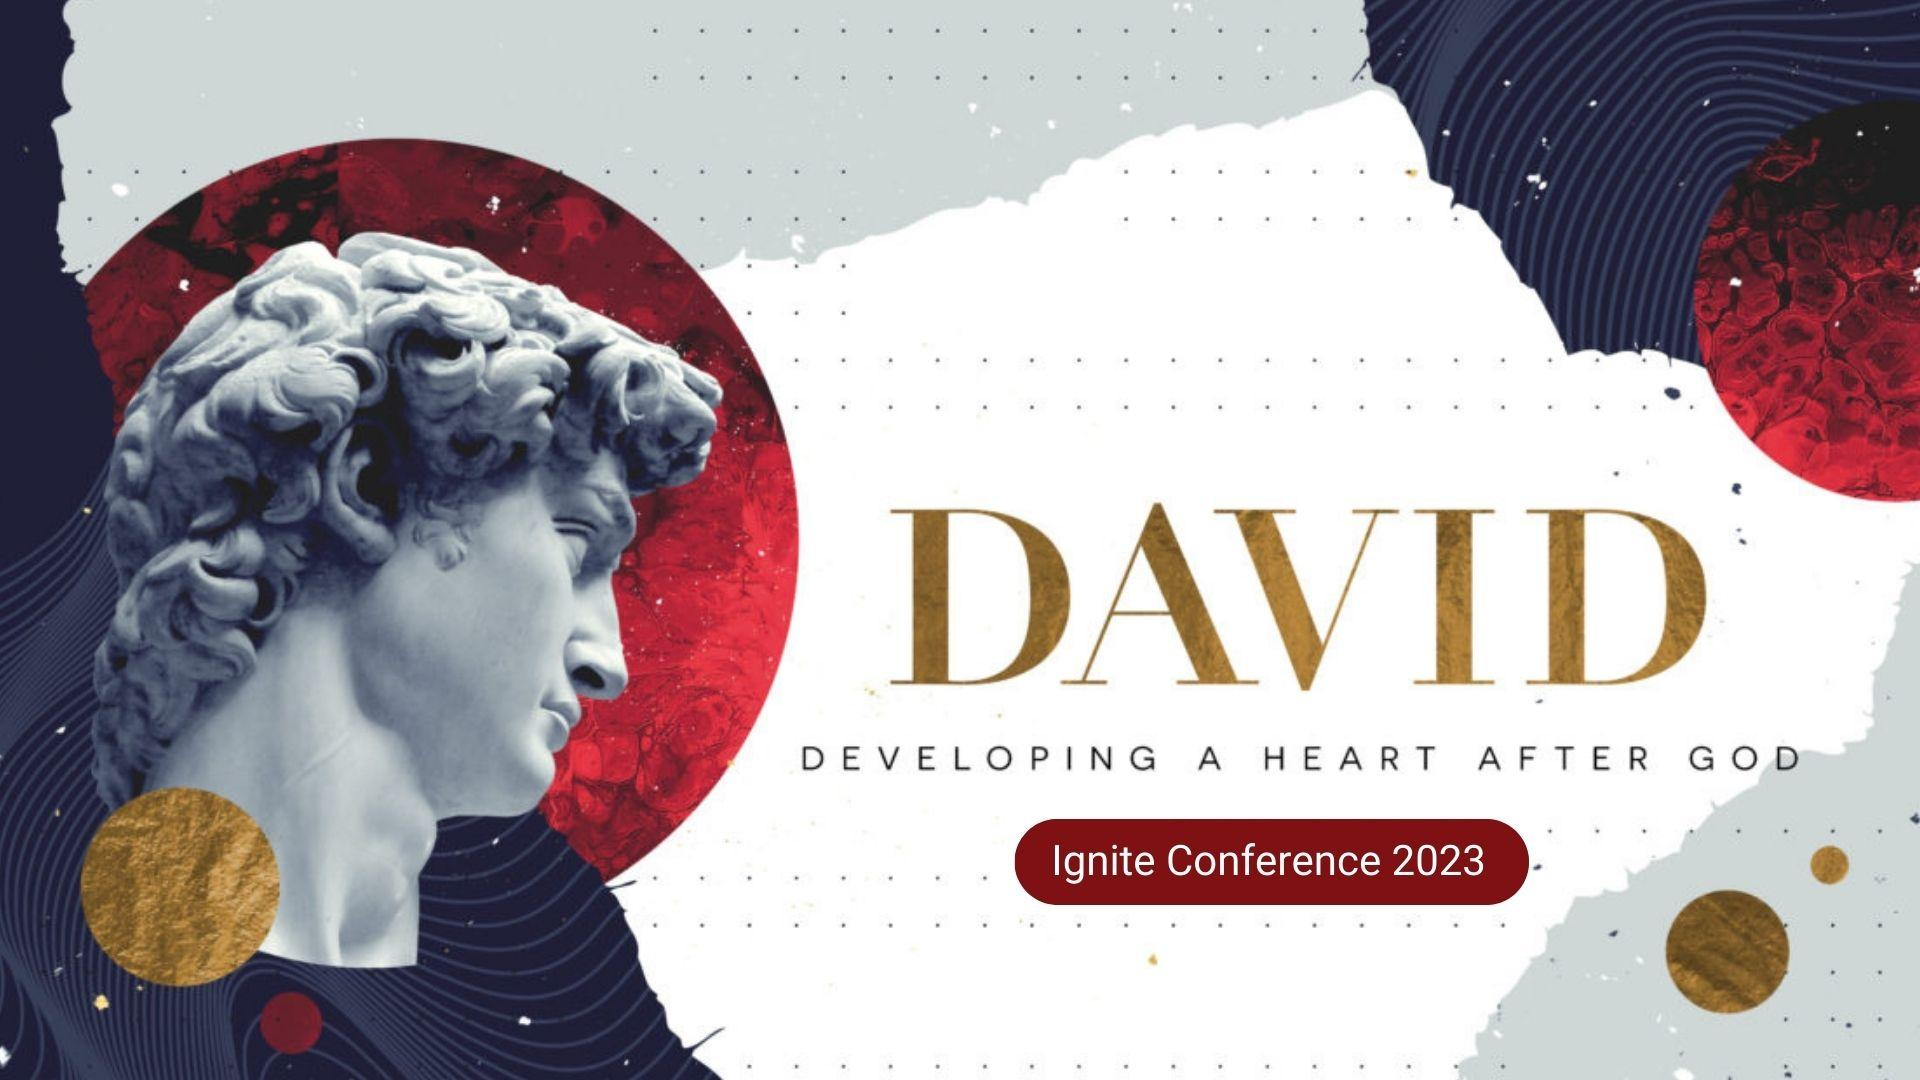 DAVID
DEVELOPING A HEART AFTER GOD
Ignite Conference 2023